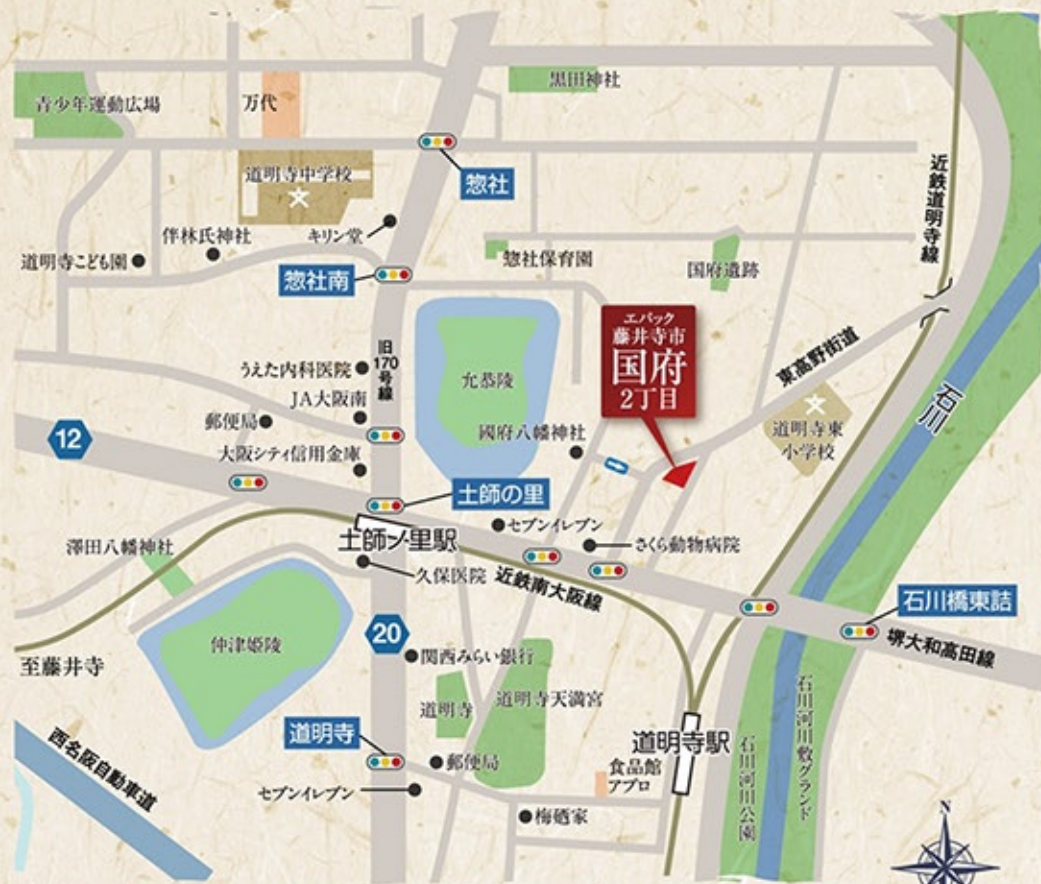 青少年運動広場
万代
黒田神社
道明寺中学校
惣社
近鉄道明寺線
伴林氏神社
キリン堂
道明寺こども園
惣社南
惣社保育園
国府遺跡
エバック
藤井寺市
国府
2丁目
旧170号線
うえた内科医院
允恭陵
東高野街道
石川
JA大阪南
郵便局
國府八幡神社
道明寺東
小学校
12
大阪シティ信用金庫
土師の里
セブンイレブン
土師ノ里駅
さくら動物病院
澤田八幡神社
久保医院
近鉄南大阪線
石川橋東詰
堺大和高田線
20
仲津姫陵
関西みらい銀行
至藤井寺
道明寺
道明寺天満宮
石川河川敷グランド
道明寺
道明寺駅
石川河川公園
西名阪自動車道
郵便局
食品館
アプロ
セブンイレブン
梅廼家
N